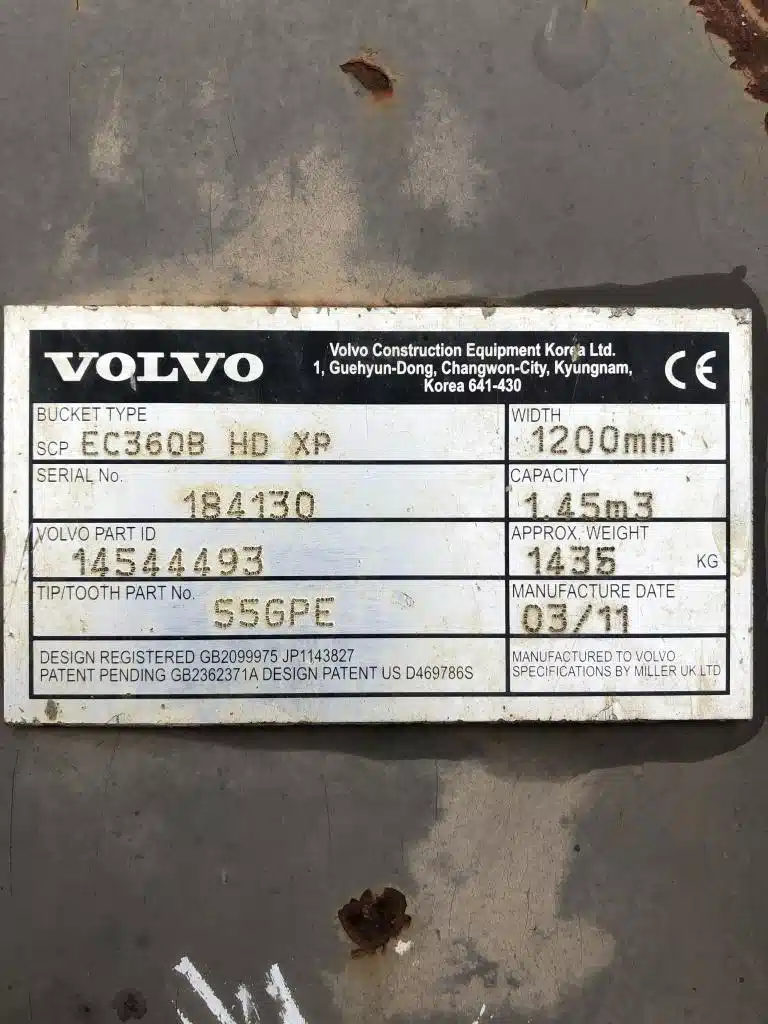 VOLVO
Volvo Construction Equipment Korea Ltd.
1, Guehyun-Dong, Changwon-City, Kyungnam,
Korea 641-430
CE
BUCKET TYPE
SCP EC360B HD XR
WIDTH
1200mm
SERIAL No.
184130
CAPACITY
1.45m3
VOLVO PART ID
14544493
APPROX. WEIGHT
1435 KG
TIP/TOOTH PART No.
55GPE
MANUFACTURE DATE
03/11
DESIGN REGISTERED GB2099975 JP1143827
PATENT PENDING GB2362371A DESIGN PATENT US D469786S
MANUFACTURED TO VOLVO
SPECIFICATIONS BY MILLER UK LTD